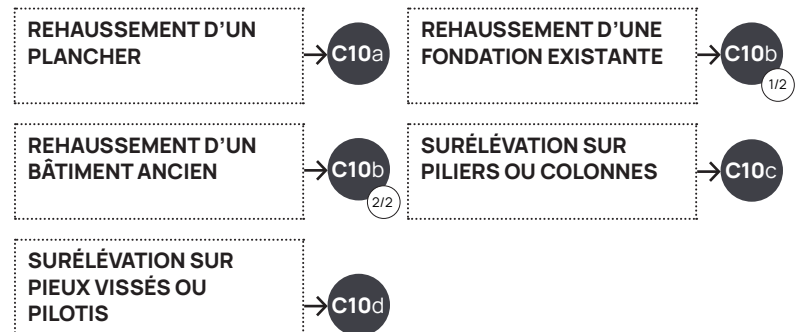 REHAUSSEMENT D’UN
PLANCHER
C10a
REHAUSSEMENT D’UNE
FONDATION EXISTANTE
C10b
1/2
REHAUSSEMENT D’UN
BÂTIMENT ANCIEN
C10b
2/2
SURÉLÉVATION SUR
PILIERS OU COLONNES
C10c
SURÉLÉVATION SUR
PIEUX VISSÉS OU
PILOTIS
C10d